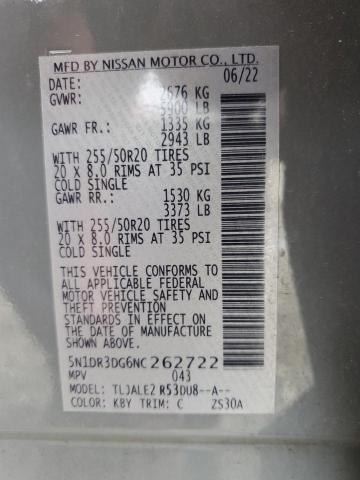 MFD BY NISSAN MOTOR CO., LTD.
DATE: 06/22
GVWR: 2676 KG
5900 LB
GAWR FR.: 1335 KG
2943 LB
WITH 255/50R20 TIRES
20 X 8.0 RIMS AT 35 PSI
COLD SINGLE
GAWR RR.: 1530 KG
3373 LB
WITH 255/50R20 TIRES
20 X 8.0 RIMS AT 35 PSI
COLD SINGLE
THIS VEHICLE CONFORMS TO
ALL APPLICABLE FEDERAL
MOTOR VEHICLE SAFETY AND
THEFT PREVENTION
STANDARDS IN EFFECT ON
THE DATE OF MANUFACTURE
SHOWN ABOVE.
5N1DR3DG6NC262722
MPV 043
MODEL: TLJALE2 R53DU8--A--
COLOR: KBY TRIM: C ZS30A